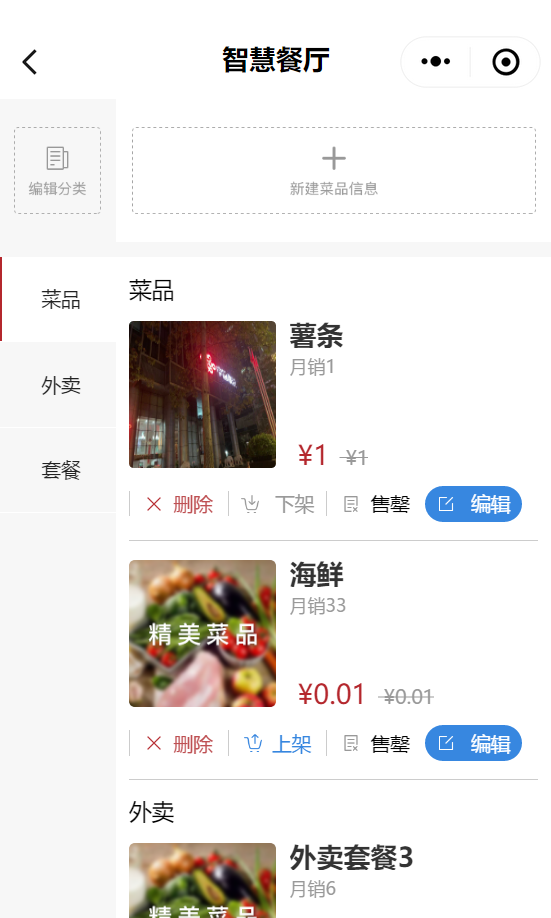 智慧餐厅
编辑分类
新建菜品信息
菜品
外卖
套餐
菜品
薯条
月销1
¥1 ¥1
删除 下架 售罄 编辑
海鲜
精美菜品
月销33
¥0.01 ¥0.01
删除 上架 售罄 编辑
外卖
外卖套餐3
月销6
精美菜品